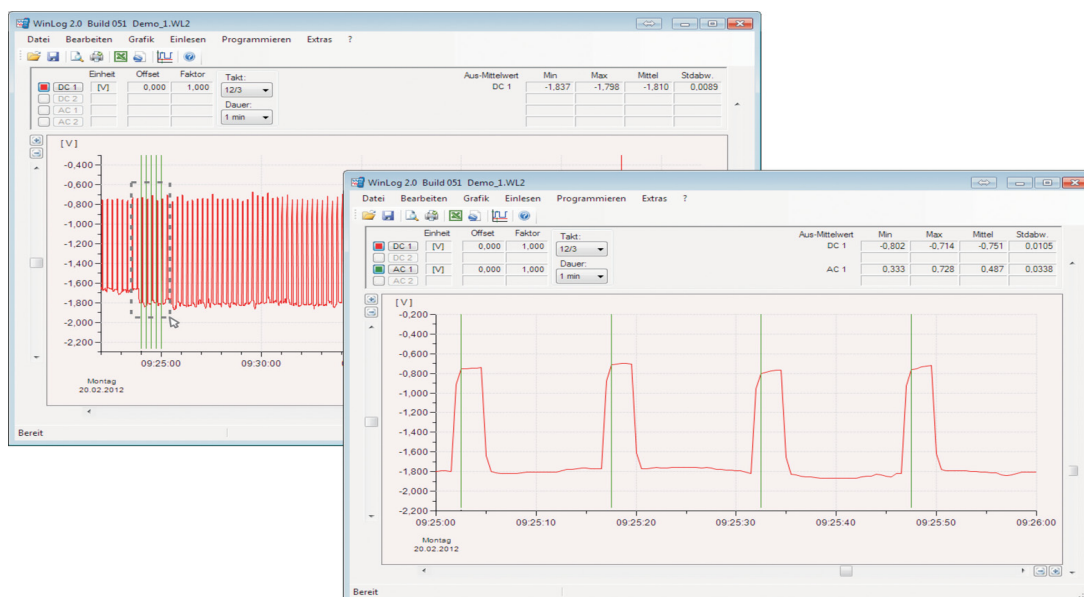 WinLog 2.0 Build 051 Demo_1.WL2
Datei Bearbeiten Grafik Einlesen Programmieren Extras ?
Einheit Offset Faktor Takt: Aus-Mittelwert Min Max Mittel Stdabw.
DC 1 [V] 0,000 1,000 12/3 DC 1 -1,837 -1,798 -1,810 0,0089
DC 2
AC 1 Dauer:
AC 2 1 min
[V]
-0,400
-0,600
-0,800
-1,000
-1,200
-1,400
-1,600
-1,800
-2,000
-2,200
09:25:00 09:30:00
Montag
20.02.2012
Bereit
WinLog 2.0 Build 051 Demo_1.WL2
Datei Bearbeiten Grafik Einlesen Programmieren Extras ?
Einheit Offset Faktor Takt: Aus-Mittelwert Min Max Mittel Stdabw.
DC 1 [V] 0,000 1,000 12/3 DC 1 -0,802 -0,714 -0,751 0,0105
DC 2
AC 1 [V] 0,000 1,000 Dauer: AC 1 0,333 0,728 0,487 0,0338
AC 2 1 min
[V]
-0,200
-0,400
-0,600
-0,800
-1,000
-1,200
-1,400
-1,600
-1,800
-2,000
-2,200
09:25:00 09:25:10 09:25:20 09:25:30 09:25:40 09:25:50 09:26:00
Montag
20.02.2012
Bereit